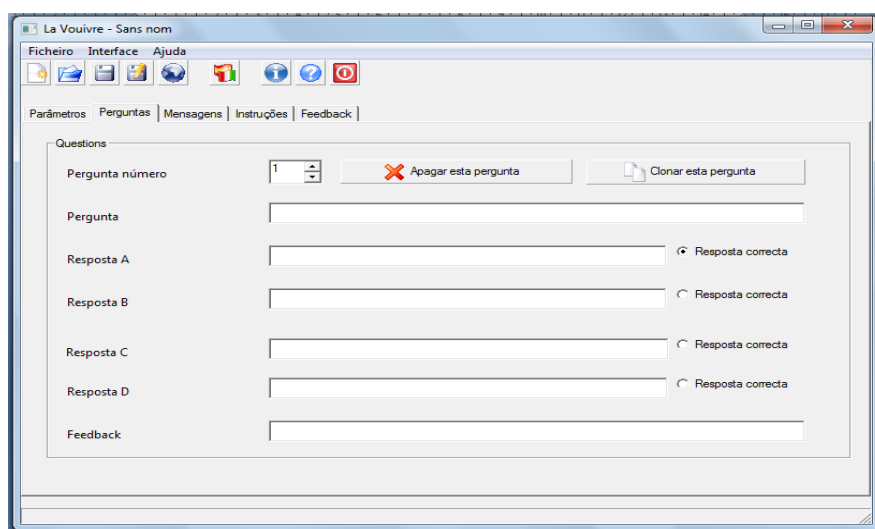 La Vouivre - Sans nom
Ficheiro Interface Ajuda
Parâmetros Perguntas Mensagens Instruções Feedback
Questions
Pergunta número 1 Apagar esta pergunta Clonar esta pergunta
Pergunta
Resposta A Resposta correcta
Resposta B Resposta correcta
Resposta C Resposta correcta
Resposta D Resposta correcta
Feedback